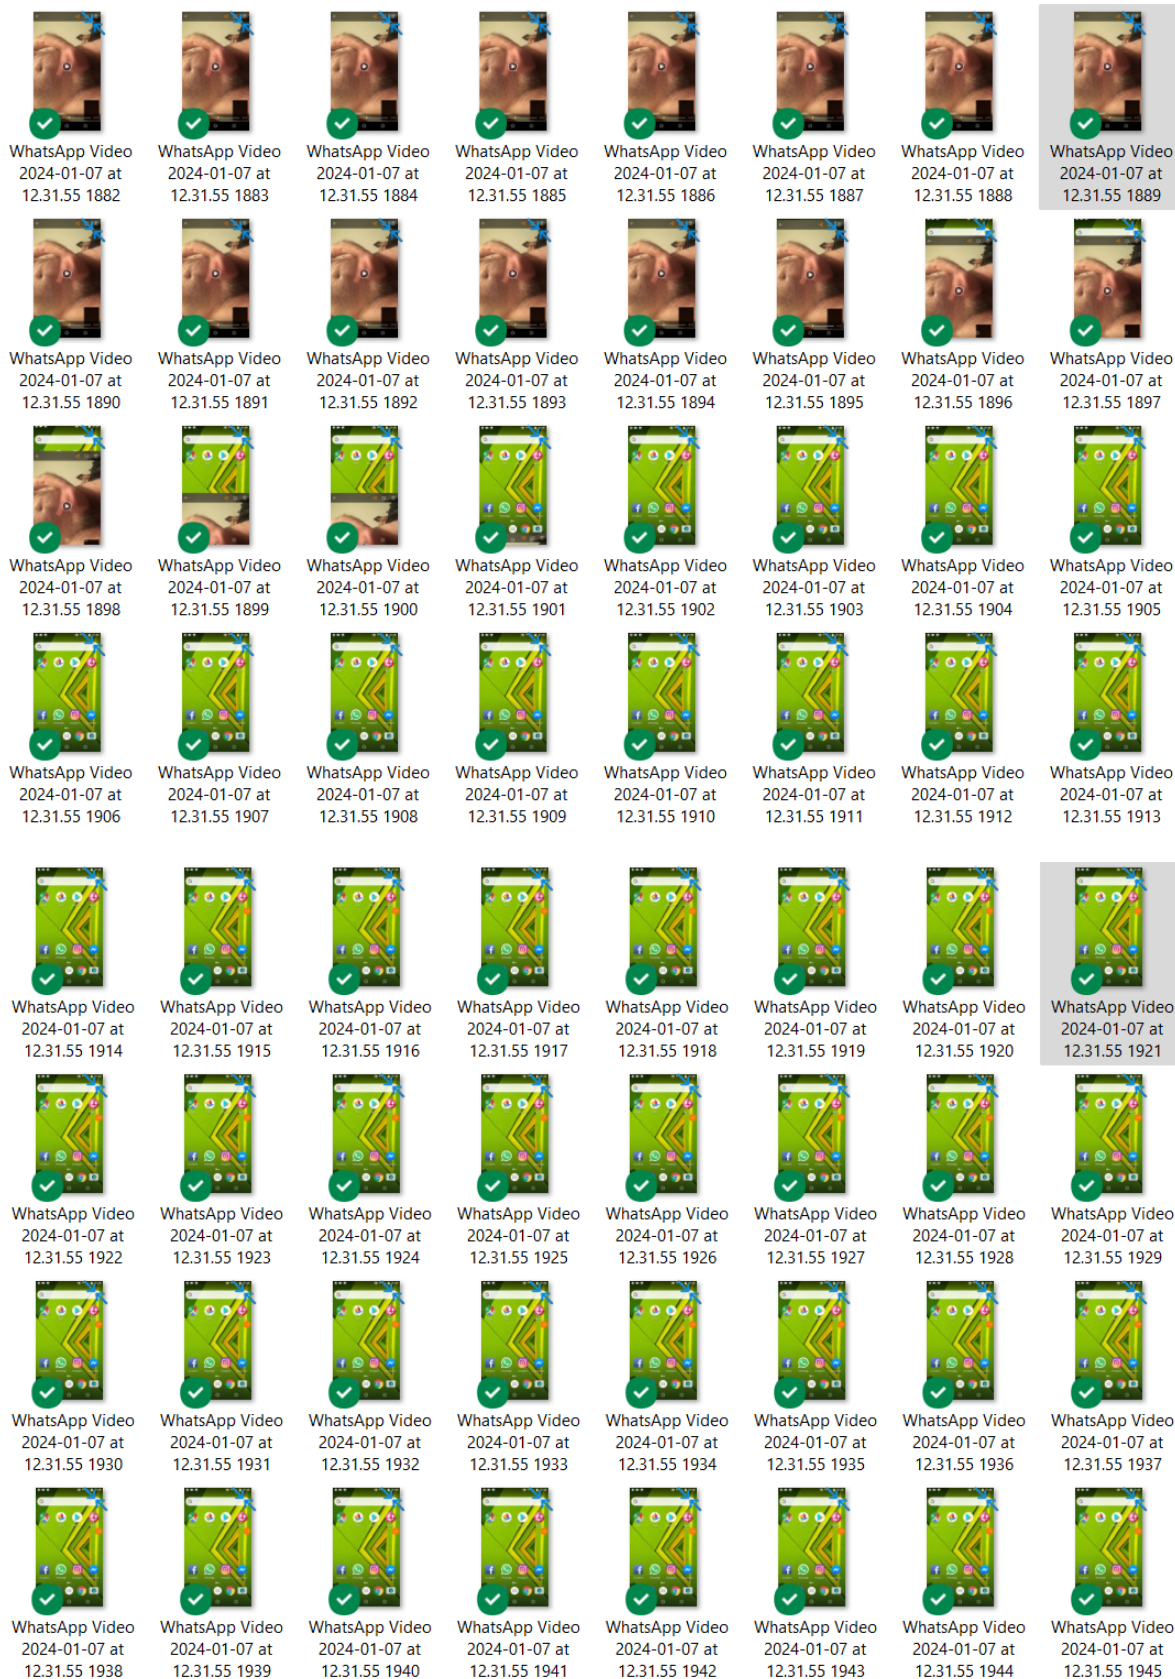 WhatsApp Video WhatsApp Video WhatsApp Video WhatsApp Video WhatsApp Video WhatsApp Video WhatsApp Video WhatsApp Video
2024-01-07 at 2024-01-07 at 2024-01-07 at 2024-01-07 at 2024-01-07 at 2024-01-07 at 2024-01-07 at 2024-01-07 at
12.31.55 1882 12.31.55 1883 12.31.55 1884 12.31.55 1885 12.31.55 1886 12.31.55 1887 12.31.55 1888 12.31.55 1889
WhatsApp Video WhatsApp Video WhatsApp Video WhatsApp Video WhatsApp Video WhatsApp Video WhatsApp Video WhatsApp Video
2024-01-07 at 2024-01-07 at 2024-01-07 at 2024-01-07 at 2024-01-07 at 2024-01-07 at 2024-01-07 at 2024-01-07 at
12.31.55 1890 12.31.55 1891 12.31.55 1892 12.31.55 1893 12.31.55 1894 12.31.55 1895 12.31.55 1896 12.31.55 1897
WhatsApp Video WhatsApp Video WhatsApp Video WhatsApp Video WhatsApp Video WhatsApp Video WhatsApp Video WhatsApp Video
2024-01-07 at 2024-01-07 at 2024-01-07 at 2024-01-07 at 2024-01-07 at 2024-01-07 at 2024-01-07 at 2024-01-07 at
12.31.55 1898 12.31.55 1899 12.31.55 1900 12.31.55 1901 12.31.55 1902 12.31.55 1903 12.31.55 1904 12.31.55 1905
WhatsApp Video WhatsApp Video WhatsApp Video WhatsApp Video WhatsApp Video WhatsApp Video WhatsApp Video WhatsApp Video
2024-01-07 at 2024-01-07 at 2024-01-07 at 2024-01-07 at 2024-01-07 at 2024-01-07 at 2024-01-07 at 2024-01-07 at
12.31.55 1906 12.31.55 1907 12.31.55 1908 12.31.55 1909 12.31.55 1910 12.31.55 1911 12.31.55 1912 12.31.55 1913
WhatsApp Video WhatsApp Video WhatsApp Video WhatsApp Video WhatsApp Video WhatsApp Video WhatsApp Video WhatsApp Video
2024-01-07 at 2024-01-07 at 2024-01-07 at 2024-01-07 at 2024-01-07 at 2024-01-07 at 2024-01-07 at 2024-01-07 at
12.31.55 1914 12.31.55 1915 12.31.55 1916 12.31.55 1917 12.31.55 1918 12.31.55 1919 12.31.55 1920 12.31.55 1921
WhatsApp Video WhatsApp Video WhatsApp Video WhatsApp Video WhatsApp Video WhatsApp Video WhatsApp Video WhatsApp Video
2024-01-07 at 2024-01-07 at 2024-01-07 at 2024-01-07 at 2024-01-07 at 2024-01-07 at 2024-01-07 at 2024-01-07 at
12.31.55 1922 12.31.55 1923 12.31.55 1924 12.31.55 1925 12.31.55 1926 12.31.55 1927 12.31.55 1928 12.31.55 1929
WhatsApp Video WhatsApp Video WhatsApp Video WhatsApp Video WhatsApp Video WhatsApp Video WhatsApp Video WhatsApp Video
2024-01-07 at 2024-01-07 at 2024-01-07 at 2024-01-07 at 2024-01-07 at 2024-01-07 at 2024-01-07 at 2024-01-07 at
12.31.55 1930 12.31.55 1931 12.31.55 1932 12.31.55 1933 12.31.55 1934 12.31.55 1935 12.31.55 1936 12.31.55 1937
WhatsApp Video WhatsApp Video WhatsApp Video WhatsApp Video WhatsApp Video WhatsApp Video WhatsApp Video WhatsApp Video
2024-01-07 at 2024-01-07 at 2024-01-07 at 2024-01-07 at 2024-01-07 at 2024-01-07 at 2024-01-07 at 2024-01-07 at
12.31.55 1938 12.31.55 1939 12.31.55 1940 12.31.55 1941 12.31.55 1942 12.31.55 1943 12.31.55 1944 12.31.55 1945